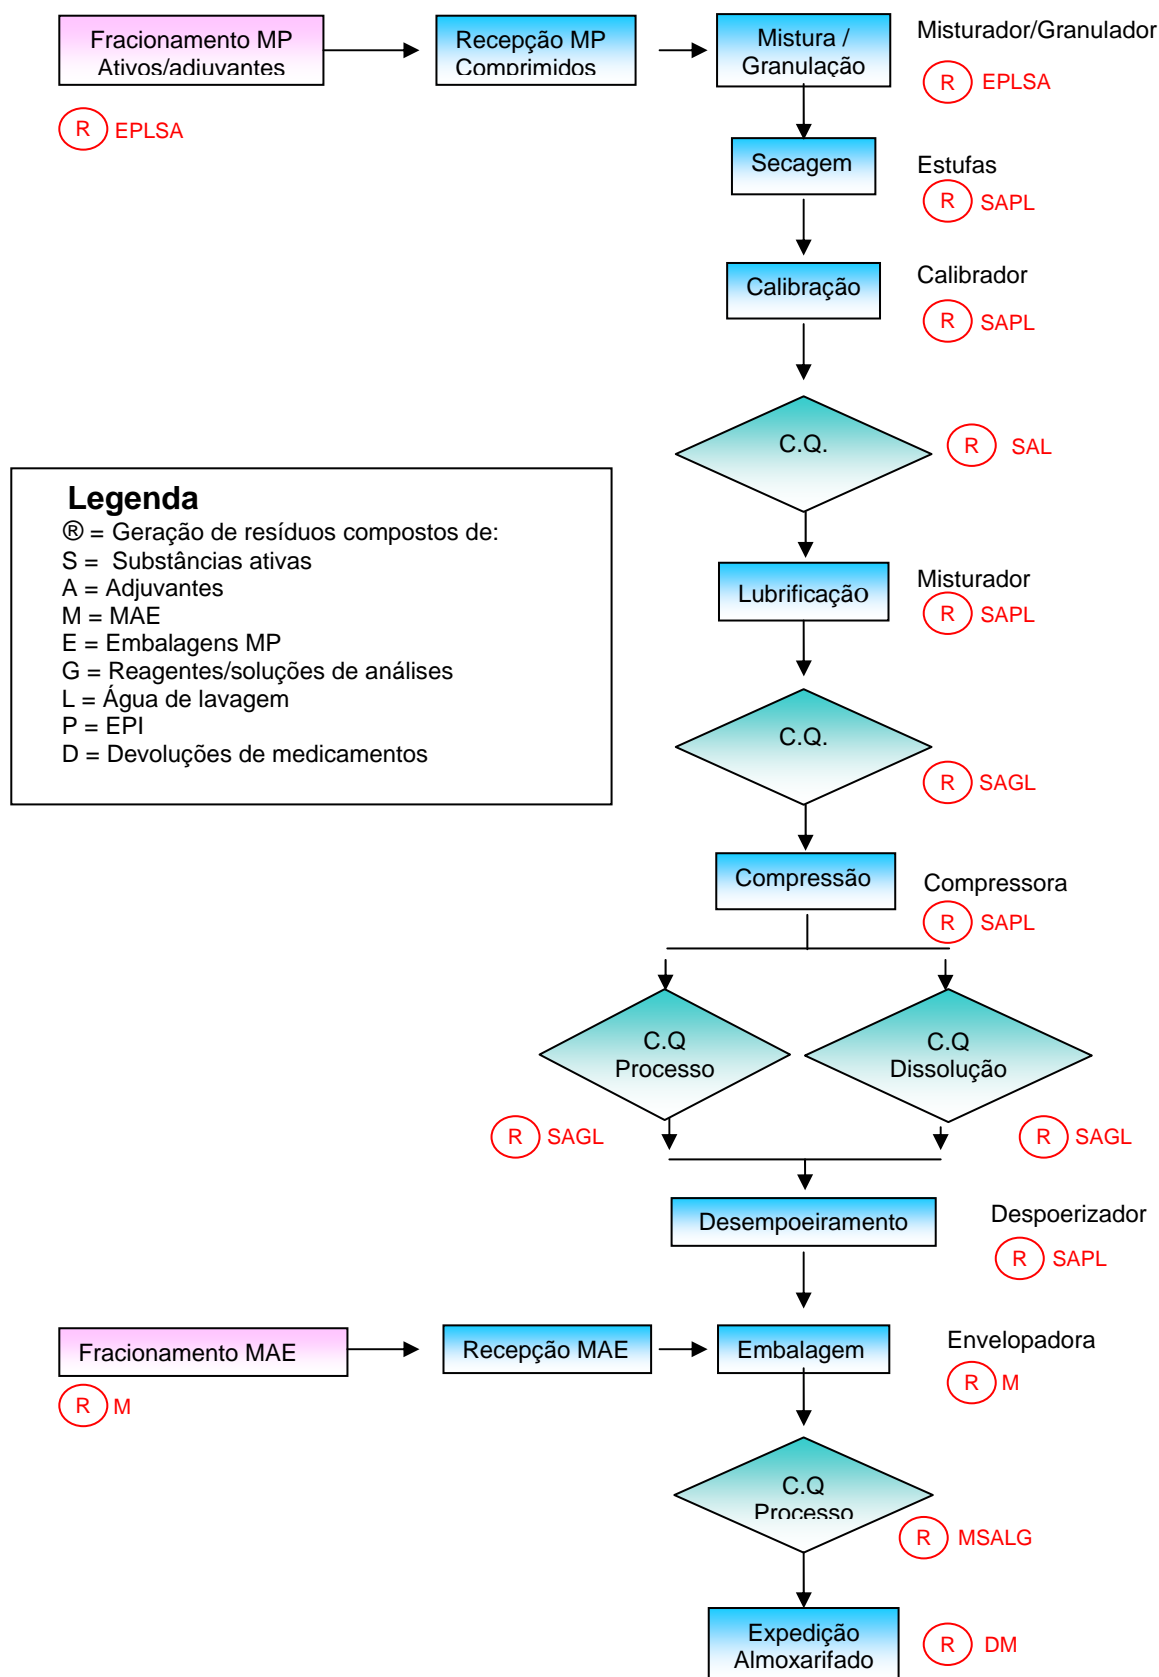 Fracionamento MP
Ativos/adjuvantes
R EPLSA
Recepção MP
Comprimidos
Mistura /
Granulação
Misturador/Granulador
R EPLSA
Secagem
Estufas
R SAPL
Calibração
Calibrador
R SAPL
C.Q.
R SAL
Legenda
® = Geração de resíduos compostos de:
S = Substâncias ativas
A = Adjuvantes
M = MAE
E = Embalagens MP
G = Reagentes/soluções de análises
L = Água de lavagem
P = EPI
D = Devoluções de medicamentos
Lubrificação
Misturador
R SAPL
C.Q.
R SAGL
Compressão
Compressora
R SAPL
C.Q
Processo
R SAGL
C.Q
Dissolução
R SAGL
Desempoeiramento
Despoerizador
R SAPL
Fracionamento MAE
R M
Recepção MAE
Embalagem
Envelopadora
R M
C.Q
Processo
R MSALG
Expedição
Almoxarifado
R DM